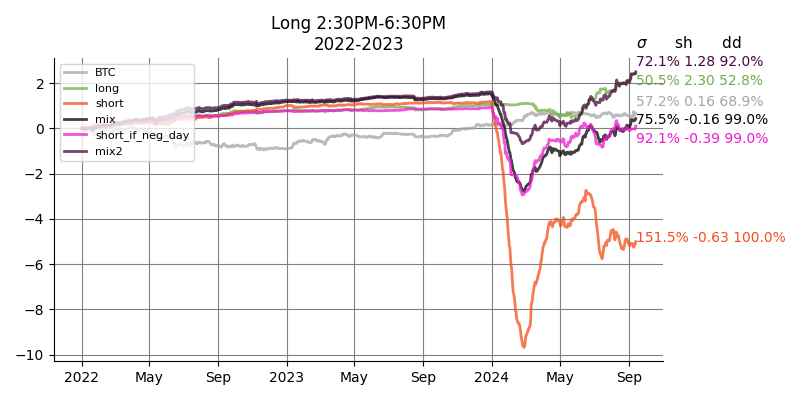 Long 2:30PM-6:30PM
2022-2023
σ sh dd
72.1% 1.28 92.0%
50.5% 2.30 52.8%
57.2% 0.16 68.9%
75.5% -0.16 99.0%
92.1% -0.39 99.0%
151.5% -0.63 100.0%
BTC
long
short
mix
short_if_neg_day
mix2
2
0
−2
−4
−6
−8
−10
2022 May Sep 2023 May Sep 2024 May Sep